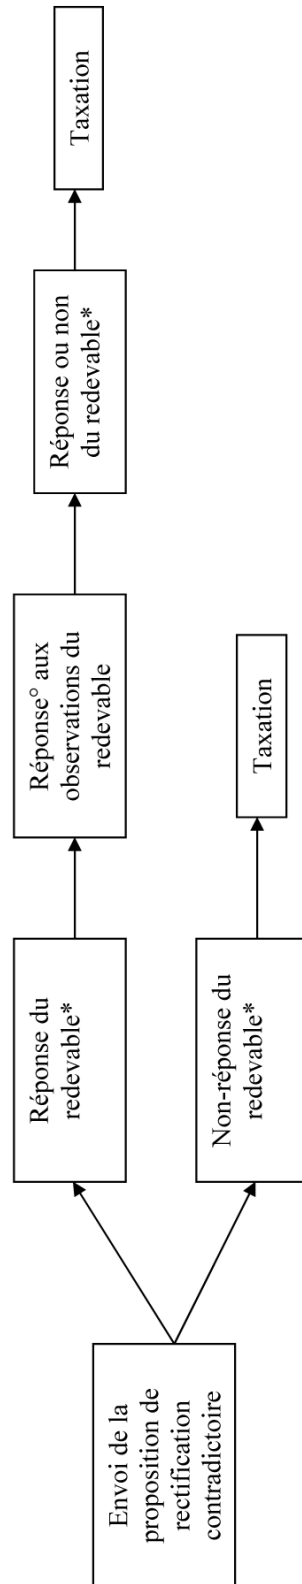 Envoi de la
proposition de
rectification
contradictoire
Réponse du
redevable*
Réponse° aux
observations du
redevable
Réponse ou non
du redevable*
Taxation
Non-réponse du
redevable*
Taxation